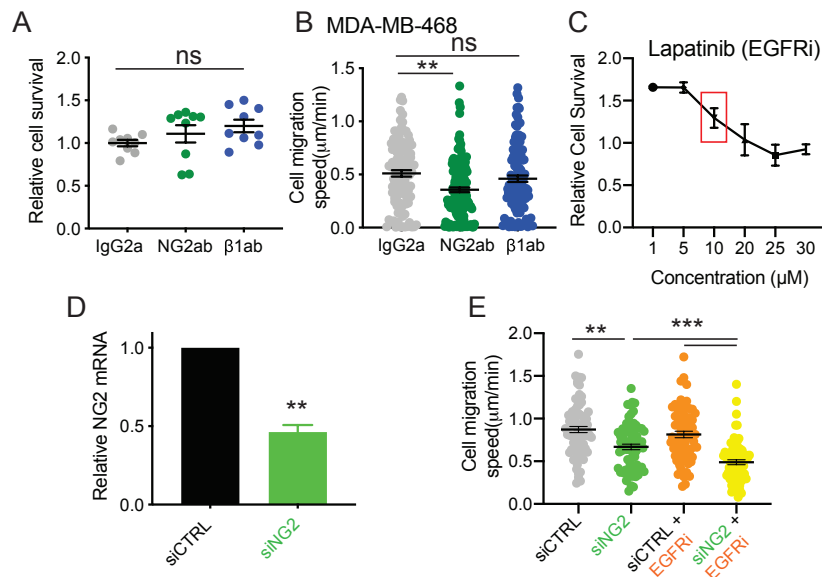 A
ns
Relative cell survival
2.0
1.5
1.0
0.5
0.0
IgG2a NG2ab β1ab
B
MDA-MB-468
ns
**
Cell migration
speed(μm/min)
1.5
1.0
0.5
0.0
IgG2a NG2ab β1ab
C
Lapatinib (EGFRi)
Relative Cell Survival
2.0
1.5
1.0
0.5
0.0
1 5 10 20 25 30
Concentration (μM)
D
Relative NG2 mRNA
1.0
0.5
0.0
**
siCTRL
siNG2
E
** ***
Cell migration
speed(μm/min)
2.0
1.5
1.0
0.5
0.0
siCTRL
siNG2
siCTRL +
EGFRi
siNG2 +
EGFRi